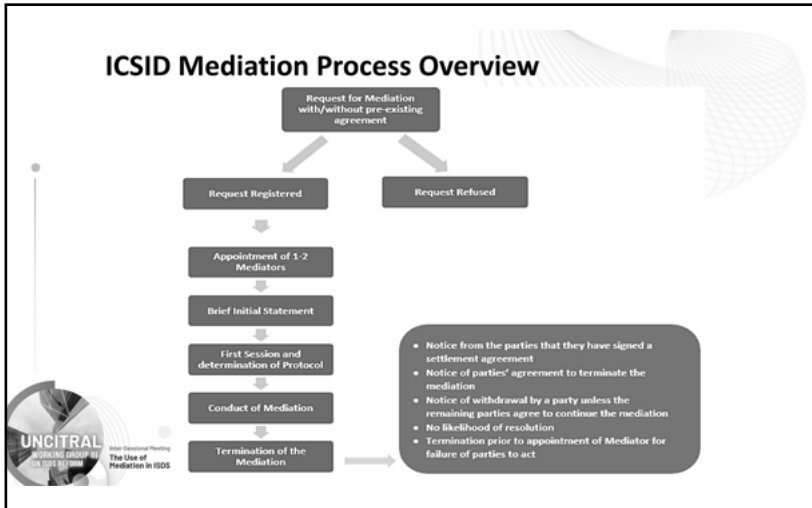 ICSID Mediation Process Overview
Request for Mediation
with/without pre-existing
agreement
Request Registered
Request Refused
Appointment of 1-2
Mediators
Brief Initial Statement
First Session and
determination of Protocol
Conduct of Mediation
Termination of the
Mediation
• Notice from the parties that they have signed a
settlement agreement
• Notice of parties' agreement to terminate the
mediation
• Notice of withdrawal by a party unless the
remaining parties agree to continue the mediation
• No likelihood of resolution
• Termination prior to appointment of Mediator for
failure of parties to act
UNCITRAL
WORKING GROUP III
ON ISDS REFORM
Inter-Sessional Meeting
The Use of
Mediation in ISDS